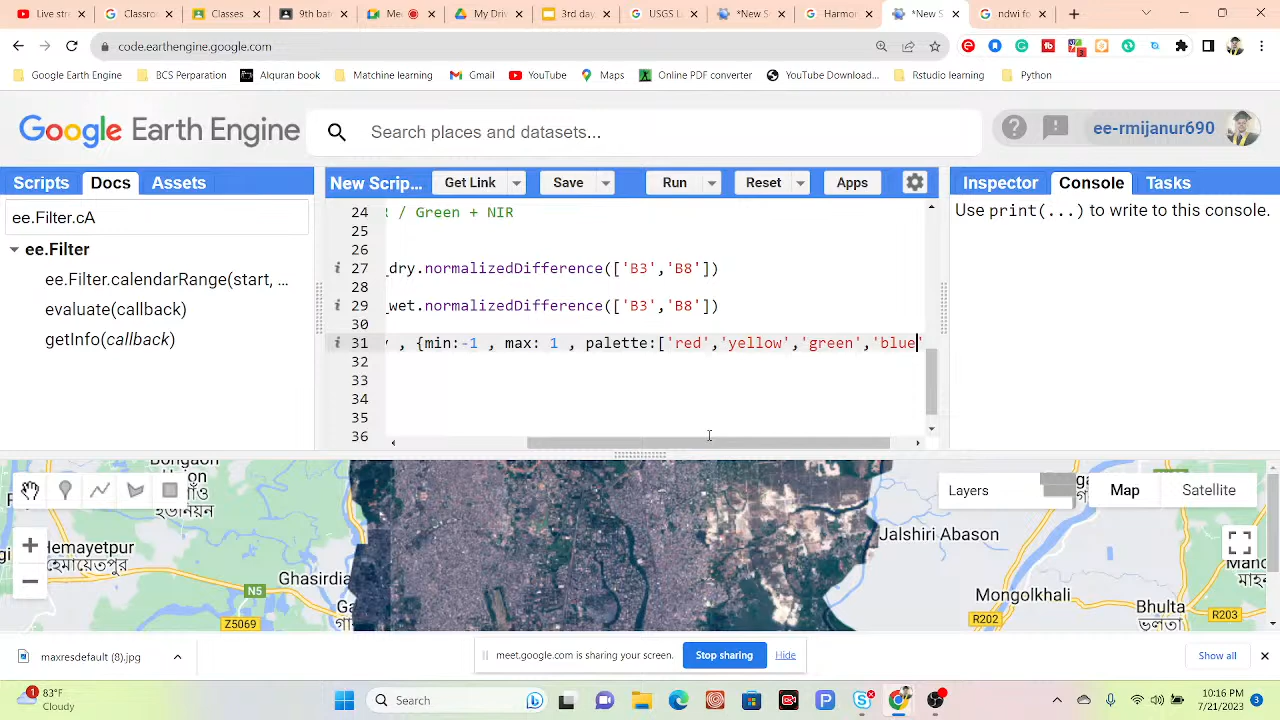 Live stre
Classroo
Classes
9th batc
Me
My Driv
3rd day.
USGS L
*New S
Harmon
*New S
ndwi fo
code.earthengine.google.com
Google Earth Engine
BCS Perparation
Alquran book
Matchine learning
Gmail
YouTube
Maps
Online PDF converter
YouTube Download...
Rstudio learning
Python
Google Earth Engine
Search places and datasets...
ee-rmijanur690
Scripts
Docs
Assets
New Scrip...
Get Link
Save
Run
Reset
Apps
Inspector
Console
Tasks
ee.Filter.cA
ee.Filter
ee.Filter.calendarRange(start, ...
evaluate(callback)
getInfo(callback)
24 R / Green + NIR
25
26
27 _dry.normalizedDifference(['B3','B8'])
28
29 _wet.normalizedDifference(['B3','B8'])
30
31 , {min:-1 , max: 1 , palette:['red','yellow','green','blue'
32
33
34
35
36
Use print(...) to write to this console.
Layers
Map
Satellite
Hemayetpur
Ghasirdia
N5
Z5069
Jalshiri Abason
Mongolkhali
R202
Bhulta
R203
maxresdefault (8).jpg
meet.google.com is sharing your screen.
Stop sharing
Hide
Show all
83°F
Cloudy
Search
10:16 PM
7/21/2023